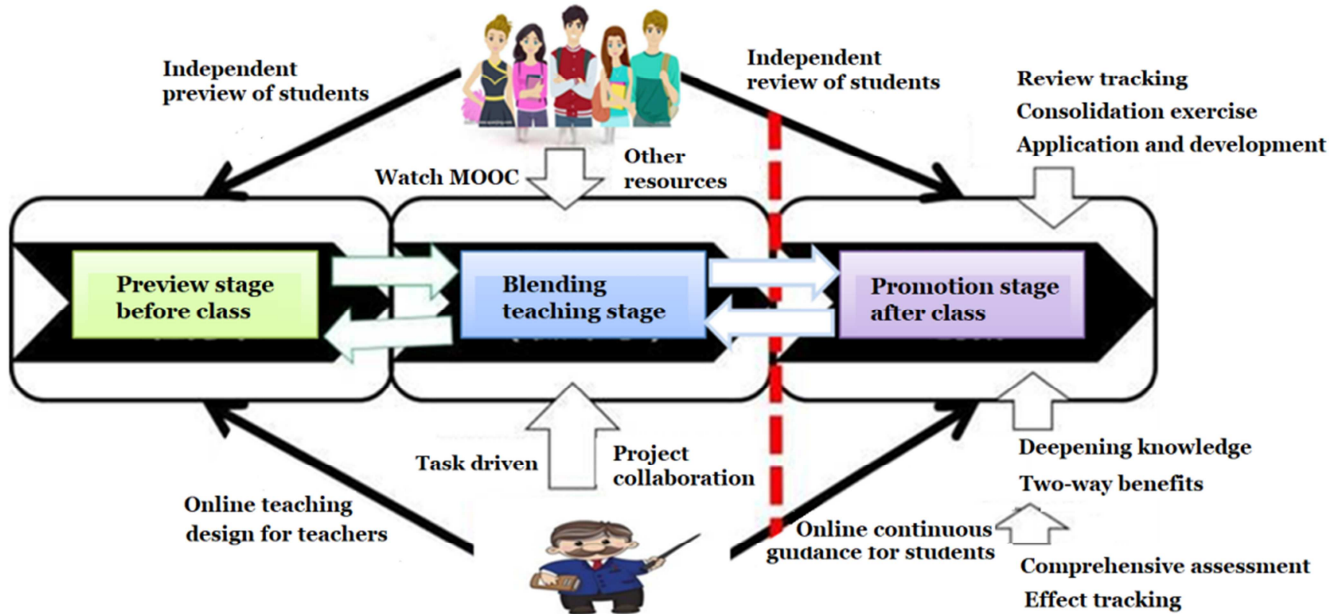 Independent
preview of students
Independent
review of students
Review tracking
Consolidation exercise
Application and development
Watch MOOC
Other
resources
Preview stage
before class
Blending
teaching stage
Promotion stage
after class
Task driven
Project
collaboration
Deepening knowledge
Two-way benefits
Online teaching
design for teachers
Online continuous
guidance for students
Comprehensive assessment
Effect tracking